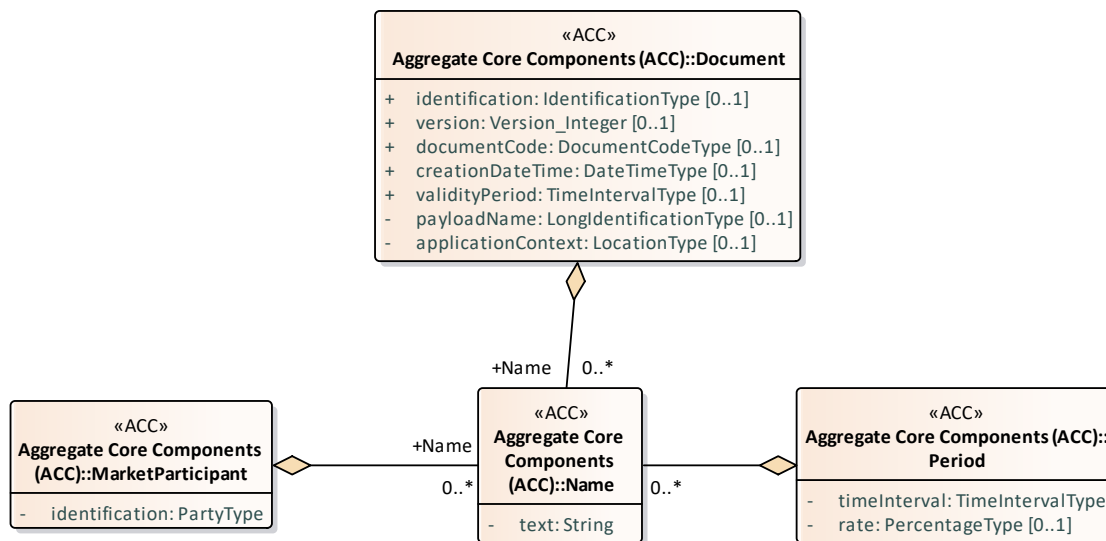 «ACC»
Aggregate Core Components (ACC)::Document
+ identification: IdentificationType [0..1]
+ version: Version_Integer [0..1]
+ documentCode: DocumentCodeType [0..1]
+ creationDateTime: DateTimeType [0..1]
+ validityPeriod: TimeIntervalType [0..1]
- payloadName: LongIdentificationType [0..1]
- applicationContext: LocationType [0..1]
+Name 0..*
«ACC»
Aggregate Core Components
(ACC)::MarketParticipant
- identification: PartyType
+Name
0..*
«ACC»
Aggregate Core
Components
(ACC)::Name
- text: String
0..*
«ACC»
Aggregate Core Components (ACC)::
Period
- timeInterval: TimeIntervalType
- rate: PercentageType [0..1]